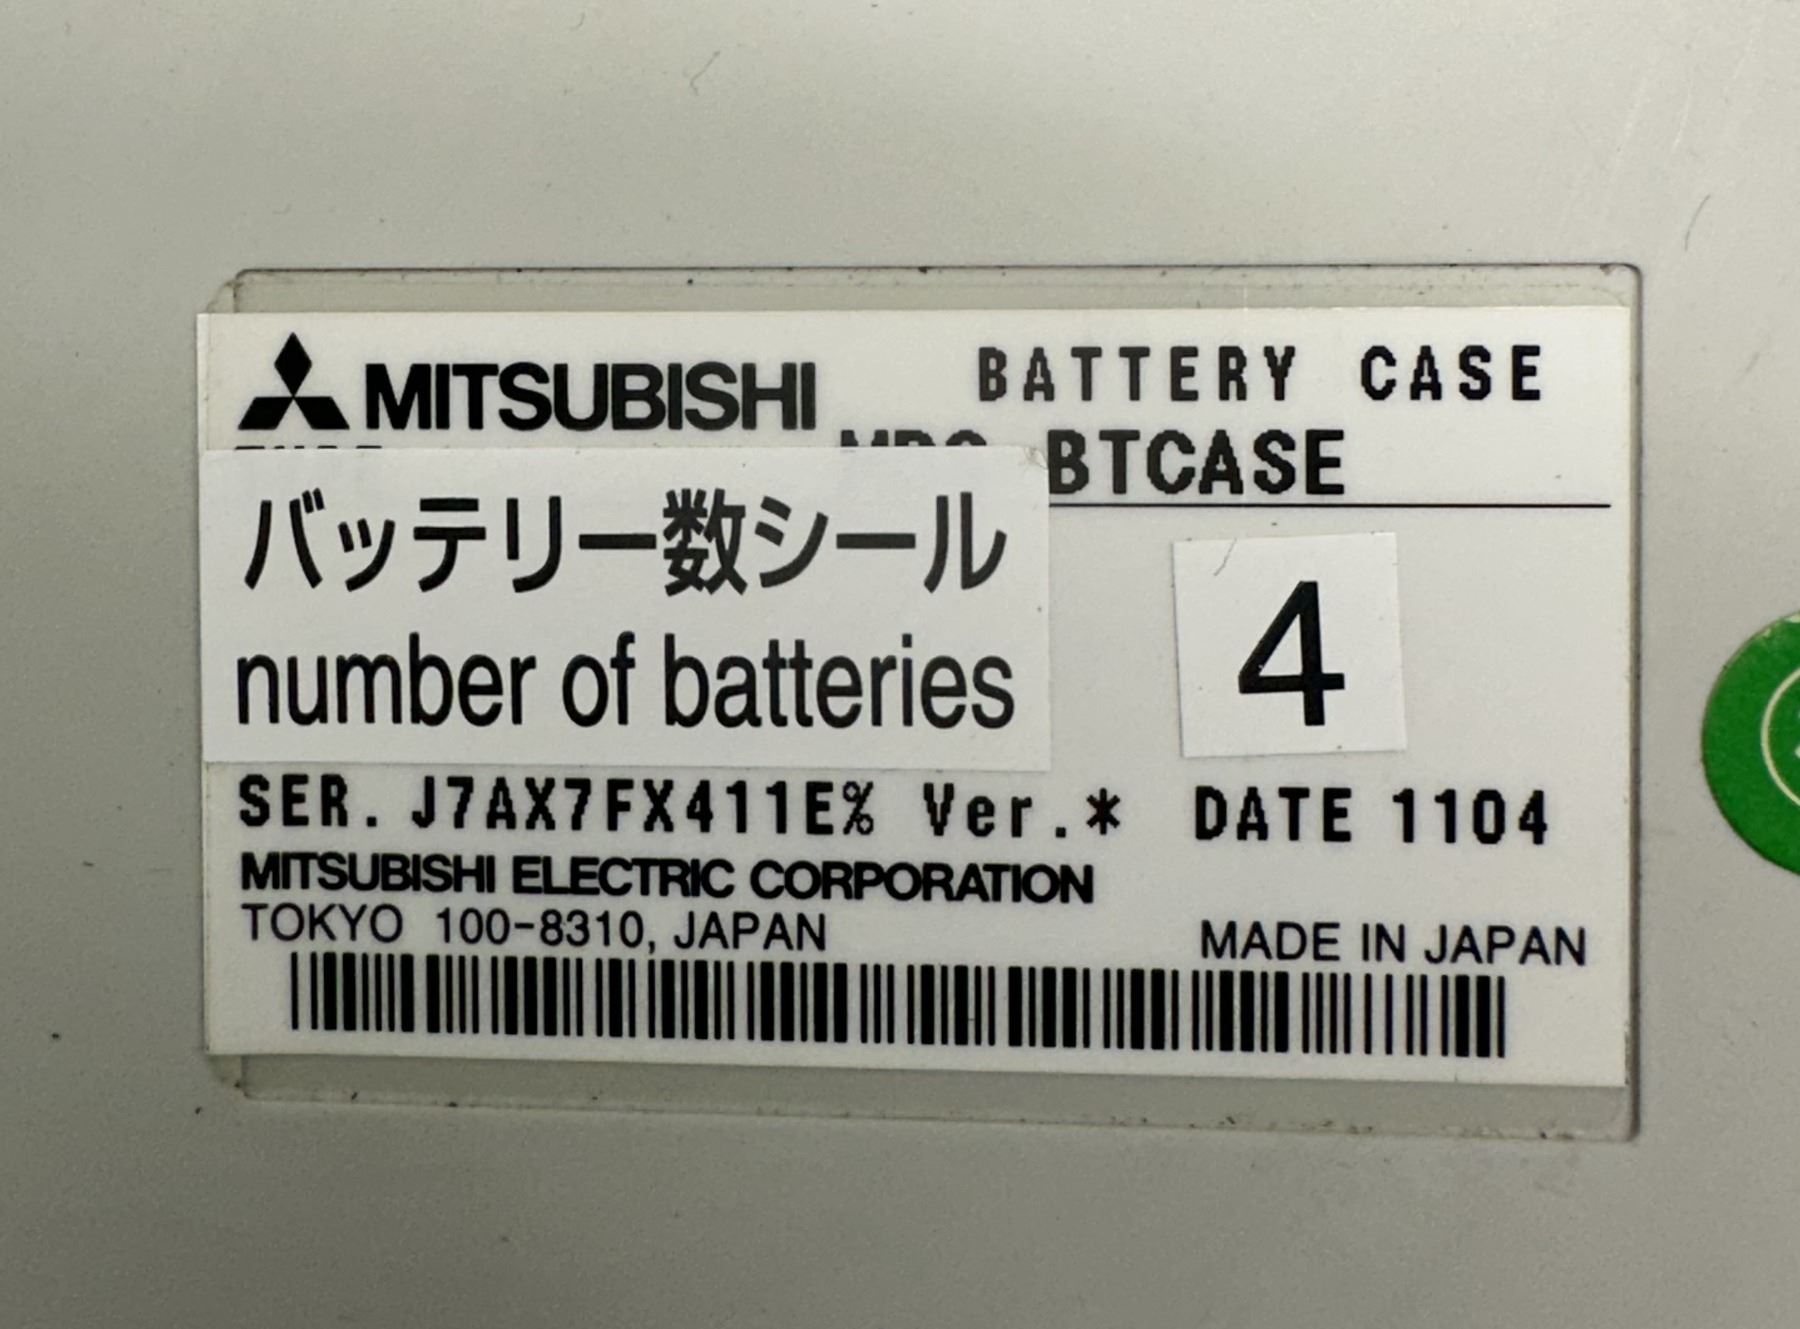 MITSUBISHI
BATTERY CASE
BTCASE
バッテリー数シール
number of batteries
4
SER. J7AX7FX411E% Ver.* DATE 1104
MITSUBISHI ELECTRIC CORPORATION
TOKYO 100-8310, JAPAN
MADE IN JAPAN